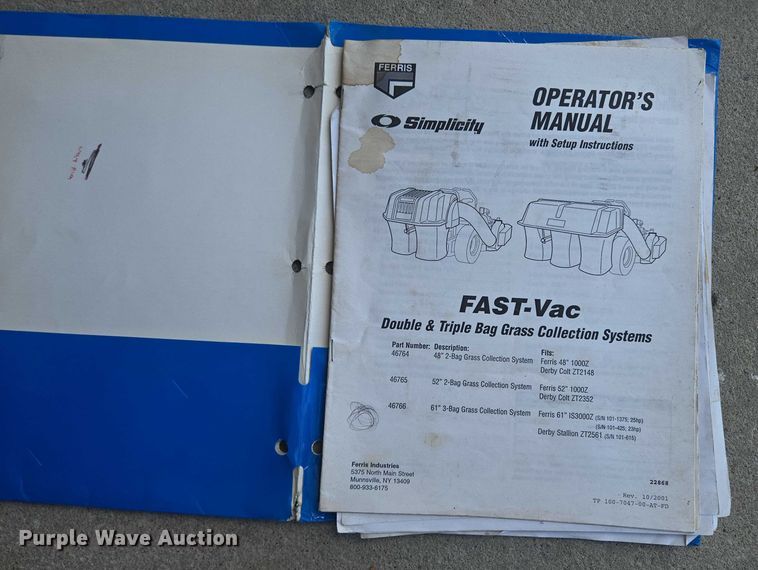 FERRIS
Simplicity
OPERATOR'S
MANUAL
with Setup Instructions
FAST-Vac
Double & Triple Bag Grass Collection Systems
Part Number: Description: Fits:
46764 48" 2-Bag Grass Collection System Ferris 48" 1000Z
Derby Colt ZT2148
46765 52" 2-Bag Grass Collection System Ferris 52" 1000Z
Derby Colt ZT2352
46766 61" 3-Bag Grass Collection System Ferris 61" IS3000Z (S/N 101-1375; 25hp)
(S/N 101-425; 23hp)
Derby Stallion ZT2561 (S/N 101-615)
Ferris Industries
5375 North Main Street
Munnsville, NY 13409
800-933-6175
22868
Rev. 10/2001
TP 100-7047-00-AT-FD
Purple Wave Auction